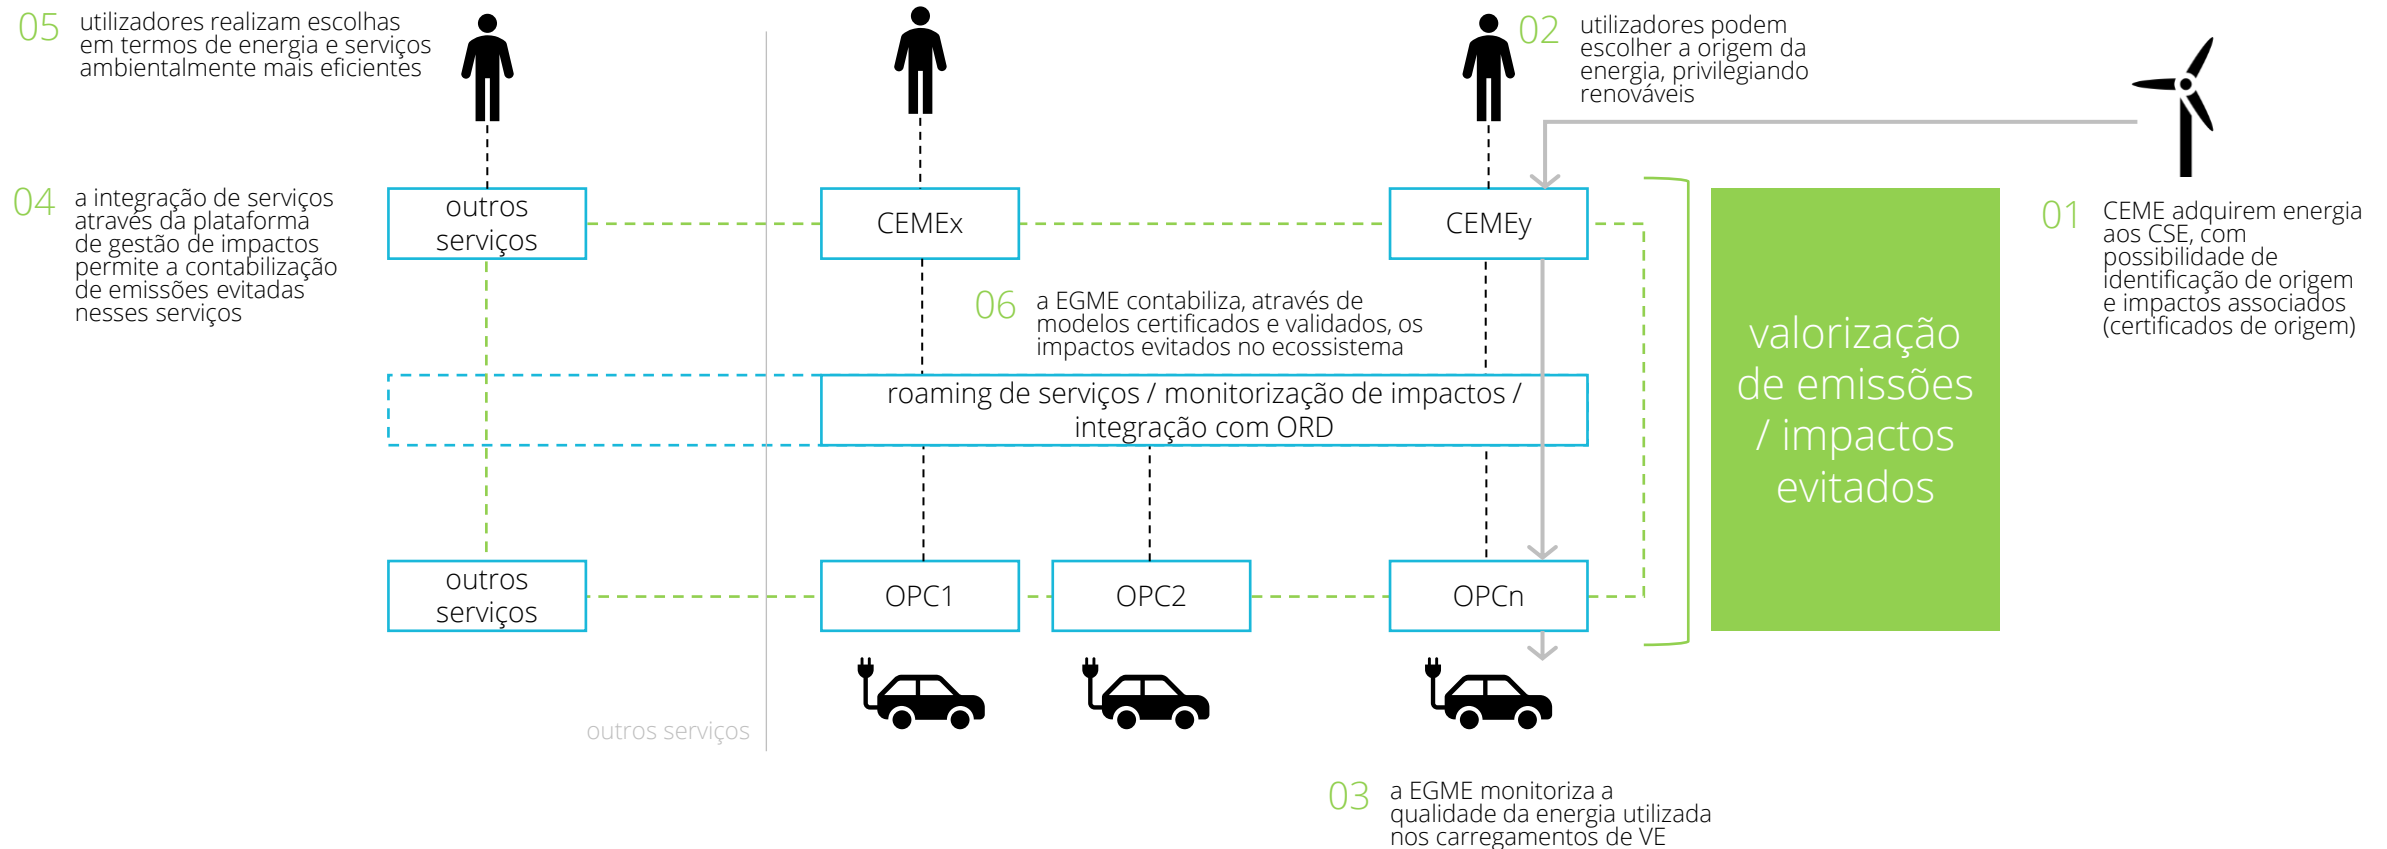 05
utilizadores realizam escolhas
em termos de energia e serviços
ambientalmente mais eficientes
02
utilizadores podem
escolher a origem da
energia, privilegiando
renováveis
04
a integração de serviços
através da plataforma
de gestão de impactos
permite a contabilização
de emissões evitadas
nesses serviços
outros
serviços
CEMEx
CEMEy
01
CEME adquirem energia
aos CSE, com
possibilidade de
identificação de origem
e impactos associados
(certificados de origem)
06
a EGME contabiliza, através de
modelos certificados e validados, os
impactos evitados no ecossistema
valorização
de emissões
/ impactos
evitados
roaming de serviços / monitorização de impactos /
integração com ORD
outros
serviços
OPC1
OPC2
OPCn
outros serviços
03
a EGME monitoriza a
qualidade da energia utilizada
nos carregamentos de VE